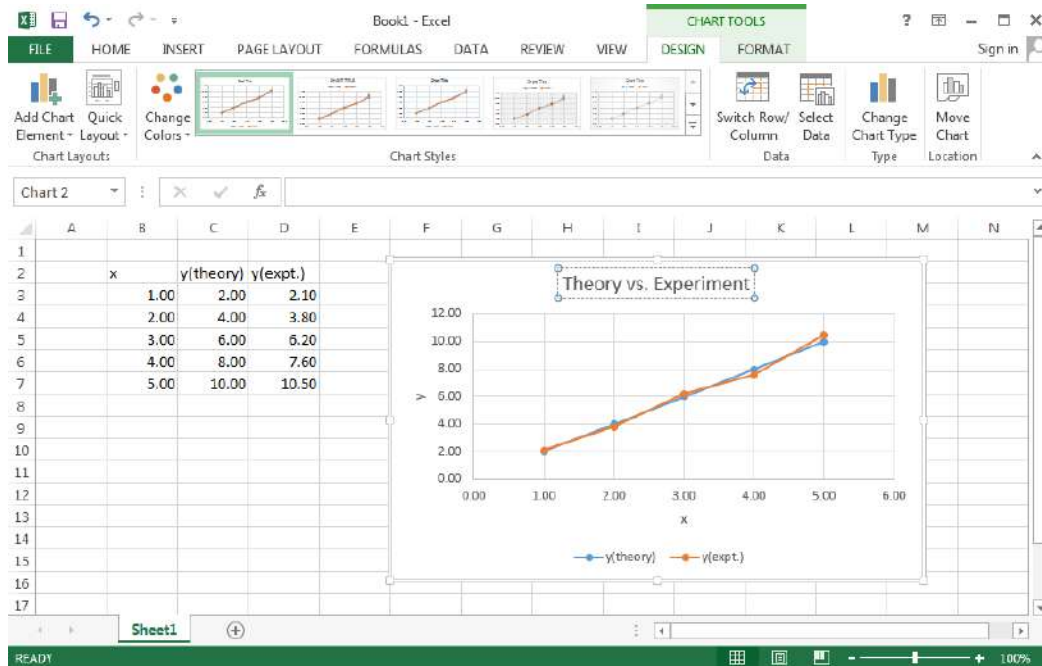 Book1 - Excel
CHART TOOLS
?
FILE HOME INSERT PAGE LAYOUT FORMULAS DATA REVIEW VIEW DESIGN FORMAT Sign in
Add Chart Element
Quick Layout
Change Colors
Switch Row/ Column
Select Data
Change Chart Type
Move Chart
Chart Layouts Chart Styles Data Type Location
Chart 2 fx
A B C D E F G H I J K L M N
1
2 x y(theory) y(expt.)
3 1.00 2.00 2.10
4 2.00 4.00 3.80
5 3.00 6.00 6.20
6 4.00 8.00 7.60
7 5.00 10.00 10.50
8
9
10
11
12
13
14
15
16
17
Theory vs. Experiment
12.00
10.00
8.00
6.00
4.00
2.00
0.00
y
0.00 1.00 2.00 3.00 4.00 5.00 6.00
x
y(theory) y(expt.)
Sheet1
READY 100%